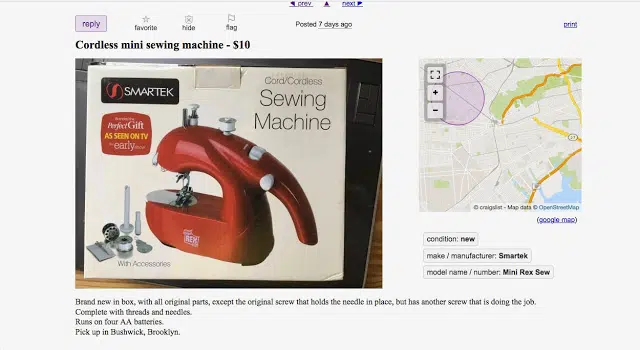 ◀ prev ▲ next ▶
reply favorite hide flag Posted 7 days ago print
Cordless mini sewing machine - $10
SMARTEK
Cord/Cordless
Sewing
Machine
Perfect Gift
AS SEEN ON TV
early
REX
With Accessories
+
−
© craigslist - Map data © OpenStreetMap
(google map)
condition: new
make / manufacturer: Smartek
model name / number: Mini Rex Sew
Brand new in box, with all original parts, except the original screw that holds the needle in place, but has another screw that is doing the job.
Complete with threads and needles.
Runs on four AA batteries.
Pick up in Bushwick, Brooklyn.